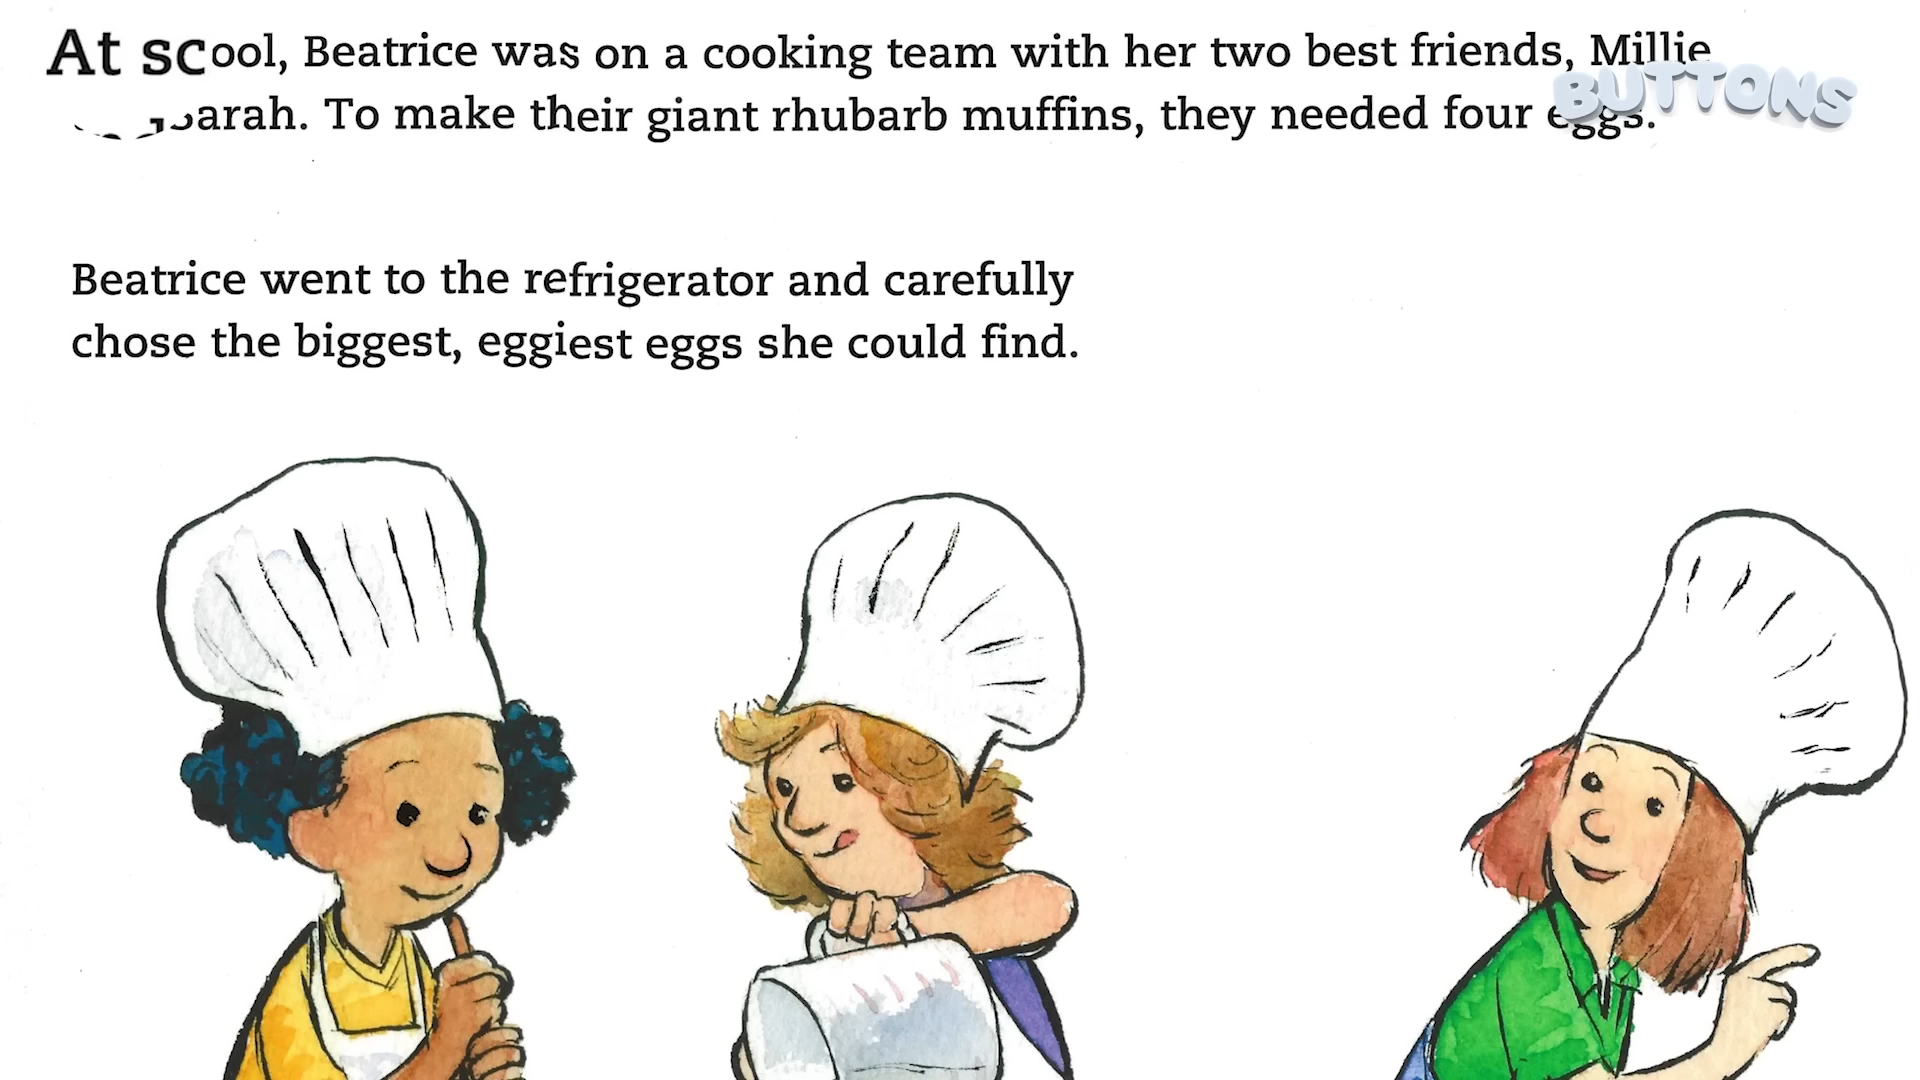 At scool, Beatrice was on a cooking team with her two best friends, Millie
arah. To make their giant rhubarb muffins, they needed four eggs.
BUTTONS
Beatrice went to the refrigerator and carefully
chose the biggest, eggiest eggs she could find.